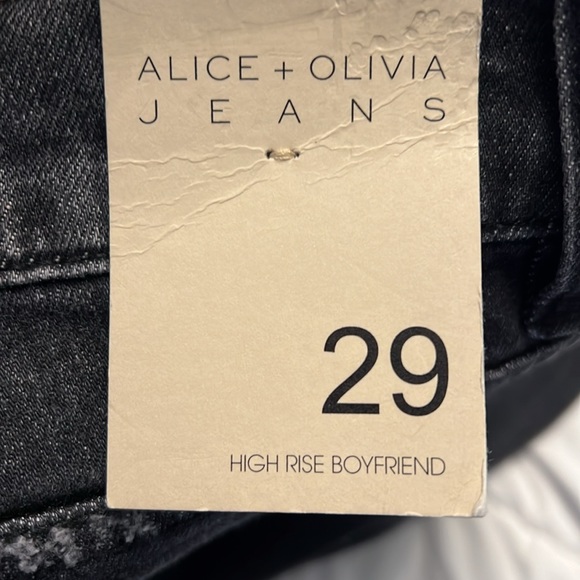 ALICE + OLIVIA
JEANS
29
HIGH RISE BOYFRIEND